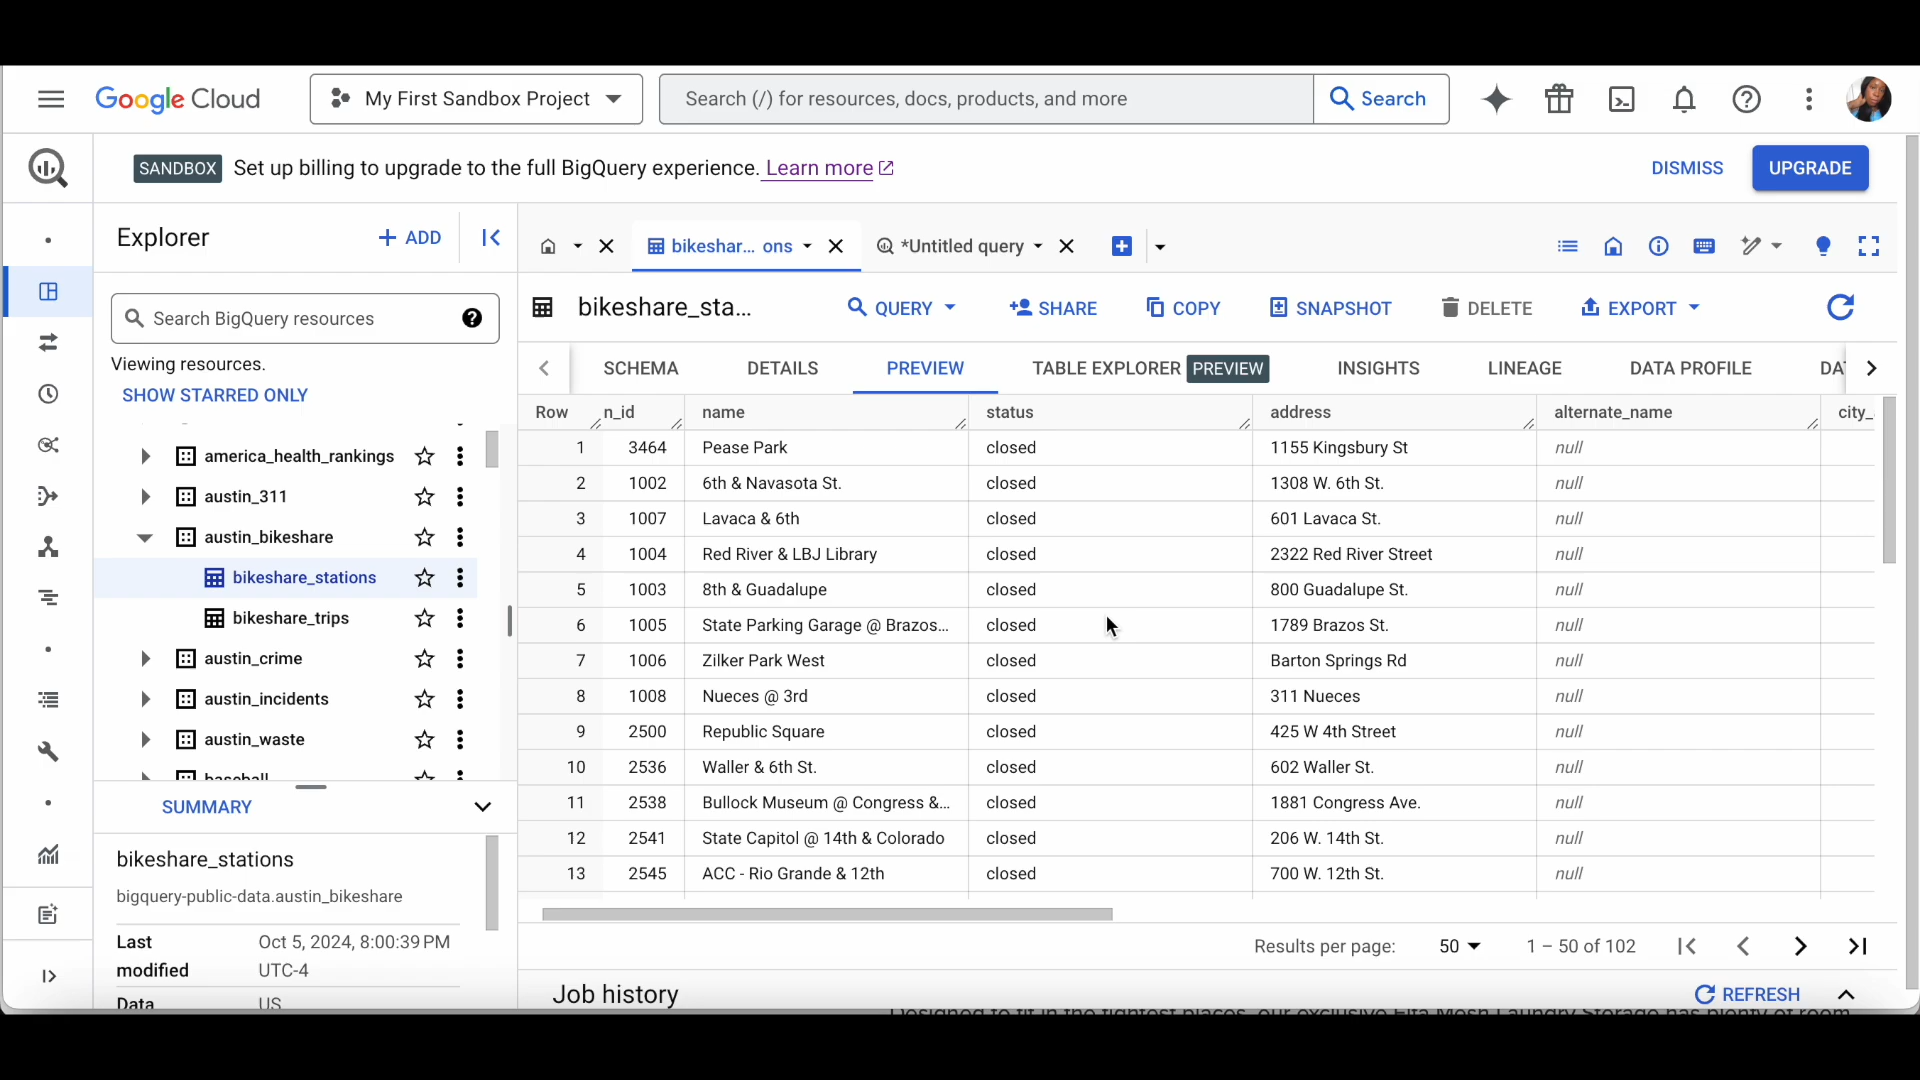 Google Cloud
My First Sandbox Project
Search (/) for resources, docs, products, and more
Search
SANDBOX Set up billing to upgrade to the full BigQuery experience. Learn more
DISMISS
UPGRADE
Explorer
+ ADD
bikeshar... ons
*Untitled query
Search BigQuery resources
Viewing resources.
SHOW STARRED ONLY
america_health_rankings
austin_311
austin_bikeshare
bikeshare_stations
bikeshare_trips
austin_crime
austin_incidents
austin_waste
baseball
SUMMARY
bikeshare_stations
bigquery-public-data.austin_bikeshare
Last modified Oct 5, 2024, 8:00:39 PM UTC-4
Data US
bikeshare_sta...
QUERY
SHARE
COPY
SNAPSHOT
DELETE
EXPORT
SCHEMA DETAILS PREVIEW TABLE EXPLORER PREVIEW INSIGHTS LINEAGE DATA PROFILE DA
Row n_id name status address alternate_name city_
1 3464 Pease Park closed 1155 Kingsbury St null
2 1002 6th & Navasota St. closed 1308 W. 6th St. null
3 1007 Lavaca & 6th closed 601 Lavaca St. null
4 1004 Red River & LBJ Library closed 2322 Red River Street null
5 1003 8th & Guadalupe closed 800 Guadalupe St. null
6 1005 State Parking Garage @ Brazos... closed 1789 Brazos St. null
7 1006 Zilker Park West closed Barton Springs Rd null
8 1008 Nueces @ 3rd closed 311 Nueces null
9 2500 Republic Square closed 425 W 4th Street null
10 2536 Waller & 6th St. closed 602 Waller St. null
11 2538 Bullock Museum @ Congress &... closed 1881 Congress Ave. null
12 2541 State Capitol @ 14th & Colorado closed 206 W. 14th St. null
13 2545 ACC - Rio Grande & 12th closed 700 W. 12th St. null
Results per page: 50 1 – 50 of 102
Job history
REFRESH